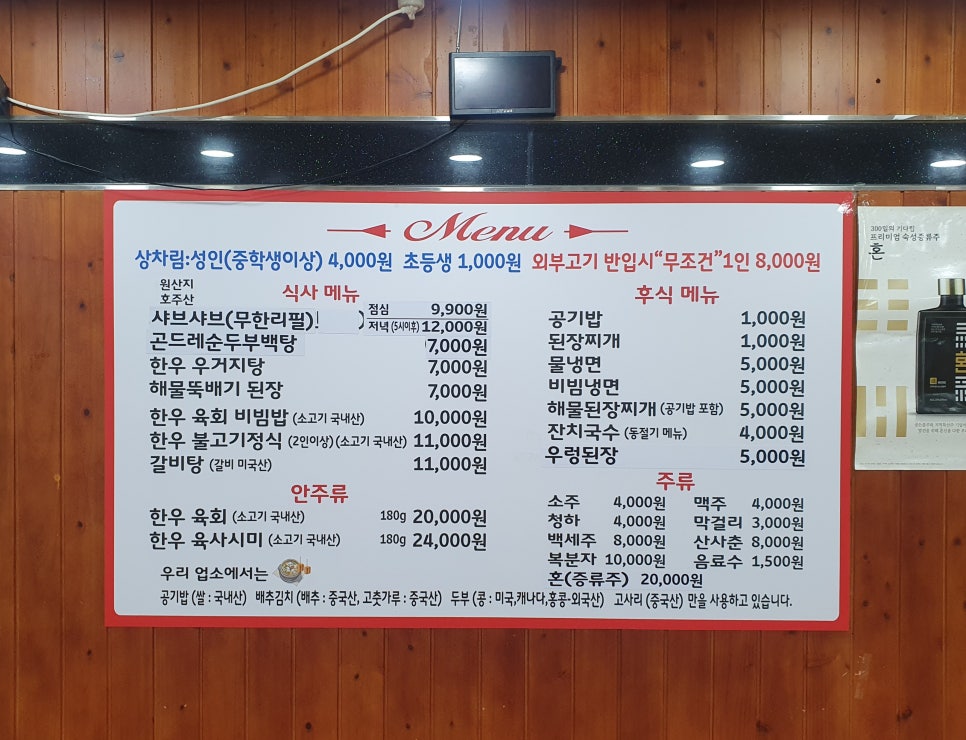 Menu
상차림:성인(중학생이상) 4,000원 초등생 1,000원 외부고기 반입시“무조건”1인 8,000원
원산지
호주산
식사 메뉴
샤브샤브(무한리필) 점심 9,900원
저녁(5시이후) 12,000원
곤드레순두부백탕 7,000원
한우 우거지탕 7,000원
해물뚝배기 된장 7,000원
한우 육회 비빔밥 (소고기 국내산) 10,000원
한우 불고기정식 (2인이상)(소고기 국내산) 11,000원
갈비탕 (갈비 미국산) 11,000원
안주류
한우 육회 (소고기 국내산) 180g 20,000원
한우 육사시미 (소고기 국내산) 180g 24,000원
후식 메뉴
공기밥 1,000원
된장찌개 1,000원
물냉면 5,000원
비빔냉면 5,000원
해물된장찌개 (공기밥 포함) 5,000원
잔치국수 (동절기 메뉴) 4,000원
우렁된장 5,000원
주류
소주 4,000원 맥주 4,000원
청하 4,000원 막걸리 3,000원
백세주 8,000원 산사춘 8,000원
복분자 10,000원 음료수 1,500원
혼(증류주) 20,000원
우리 업소에서는
공기밥 (쌀 : 국내산) 배추김치 (배추 : 중국산, 고춧가루 : 중국산) 두부 (콩 : 미국,캐나다,홍콩-외국산) 고사리 (중국산) 만을 사용하고 있습니다.
300일의 기다림
프리미엄 숙성증류주
혼